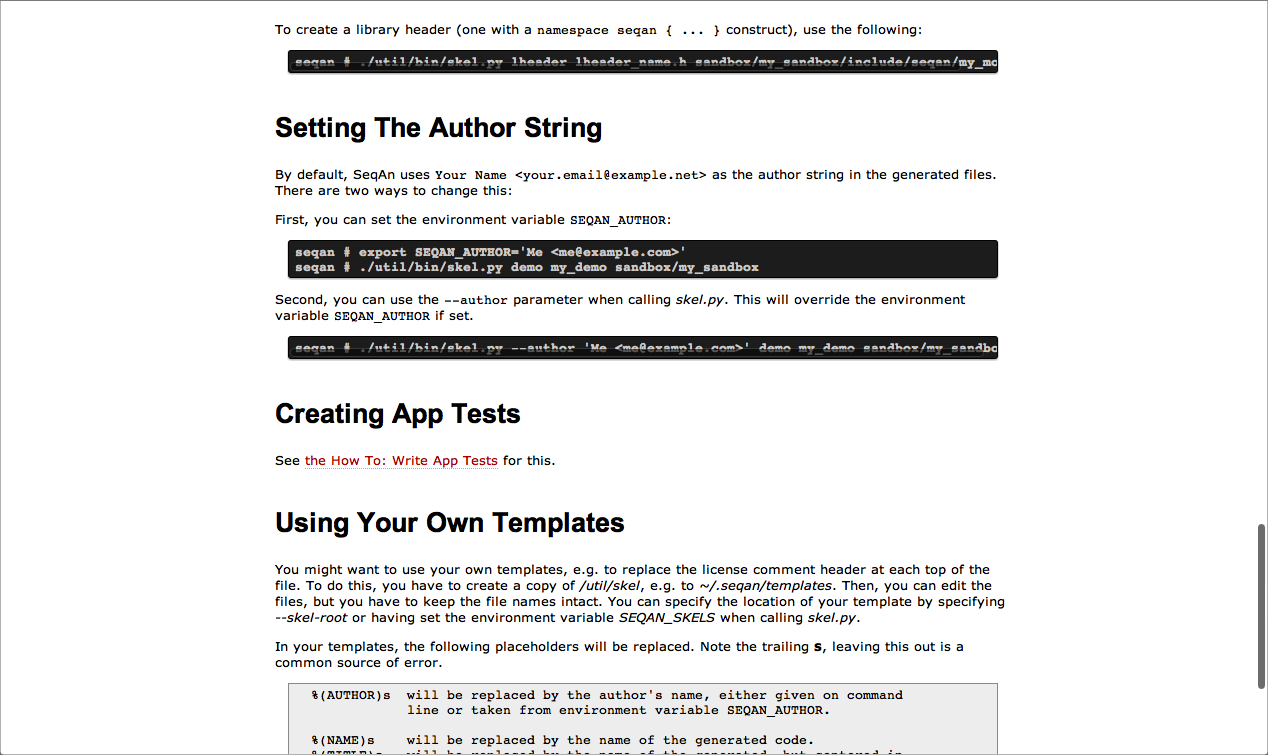 To create a library header (one with a namespace seqan { ... } construct), use the following:
seqan # ./util/bin/skel.py lheader lheader_name.h sandbox/my_sandbox/include/seqan/my_mo
Setting The Author String
By default, SeqAn uses Your Name <your.email@example.net> as the author string in the generated files.
There are two ways to change this:
First, you can set the environment variable SEQAN_AUTHOR:
seqan # export SEQAN_AUTHOR='Me <me@example.com>'
seqan # ./util/bin/skel.py demo my_demo sandbox/my_sandbox
Second, you can use the --author parameter when calling skel.py. This will override the environment
variable SEQAN_AUTHOR if set.
seqan # ./util/bin/skel.py --author 'Me <me@example.com>' demo my_demo sandbox/my_sandbo
Creating App Tests
See the How To: Write App Tests for this.
Using Your Own Templates
You might want to use your own templates, e.g. to replace the license comment header at each top of the
file. To do this, you have to create a copy of /util/skel, e.g. to ~/.seqan/templates. Then, you can edit the
files, but you have to keep the file names intact. You can specify the location of your template by specifying
--skel-root or having set the environment variable SEQAN_SKELS when calling skel.py.
In your templates, the following placeholders will be replaced. Note the trailing s, leaving this out is a
common source of error.
%(AUTHOR)s will be replaced by the author's name, either given on command
line or taken from environment variable SEQAN_AUTHOR.
%(NAME)s will be replaced by the name of the generated code.
%(TITLE)s will be replaced by the name of the generated, but centered in